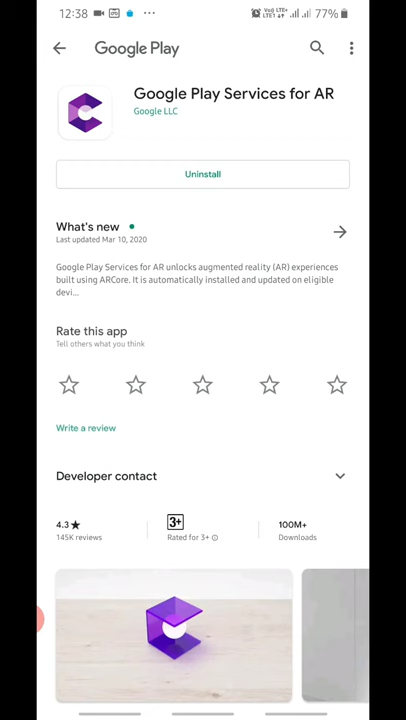 12:38 77%
Google Play
Google Play Services for AR
Google LLC
Uninstall
What's new
Last updated Mar 10, 2020
Google Play Services for AR unlocks augmented reality (AR) experiences
built using ARCore. It is automatically installed and updated on eligible
devi...
Rate this app
Tell others what you think
Write a review
Developer contact
4.3★ 3+ 100M+
145K reviews Rated for 3+ Downloads